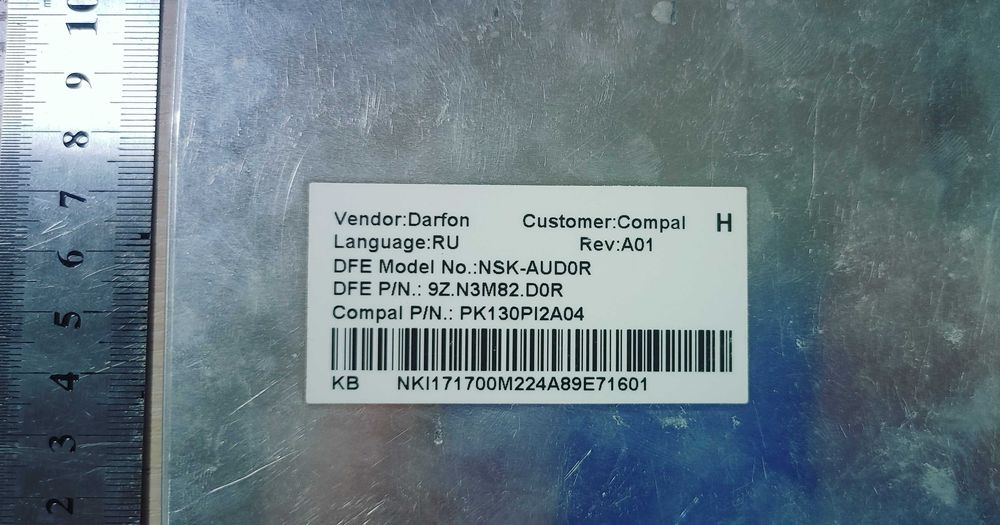 Vendor:Darfon Customer:Compal H
Language:RU Rev:A01
DFE Model No.:NSK-AUD0R
DFE P/N.: 9Z.N3M82.D0R
Compal P/N.: PK130PI2A04
KB NKI171700M224A89E71601
10
9
8
7
6
5
4
3
2